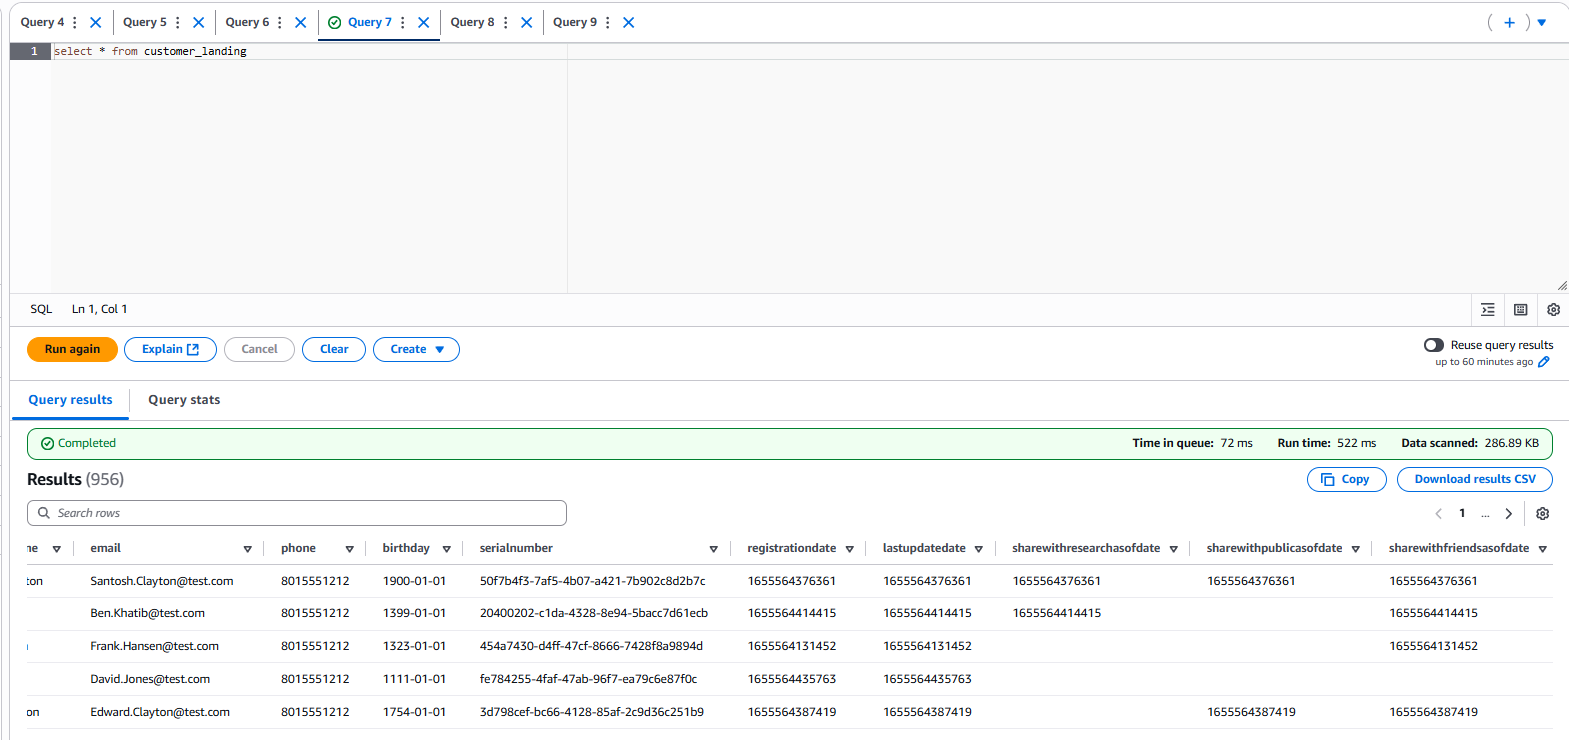 Query 4 Query 5 Query 6 Query 7 Query 8 Query 9
1 select * from customer_landing
SQL Ln 1, Col 1
Run again Explain Cancel Clear Create Reuse query results
up to 60 minutes ago
Query results Query stats
Completed Time in queue: 72 ms Run time: 522 ms Data scanned: 286.89 KB
Results (956) Copy Download results CSV
Search rows 1 ...
ne email phone birthday serialnumber registrationdate lastupdatedate sharewithresearchasofdate sharewithpublicasofdate sharewithfriendsasofdate
ton Santosh.Clayton@test.com 8015551212 1900-01-01 50f7b4f3-7af5-4b07-a421-7b902c8d2b7c 1655564376361 1655564376361 1655564376361 1655564376361 1655564376361
Ben.Khatib@test.com 8015551212 1399-01-01 20400202-c1da-4328-8e94-5bacc7d61ecb 1655564414415 1655564414415 1655564414415 1655564414415
Frank.Hansen@test.com 8015551212 1323-01-01 454a7430-d4ff-47cf-8666-7428f8a9894d 1655564131452 1655564131452 1655564131452
David.Jones@test.com 8015551212 1111-01-01 fe784255-4faf-47ab-96f7-ea79c6e87f0c 1655564435763 1655564435763
on Edward.Clayton@test.com 8015551212 1754-01-01 3d798cef-bc66-4128-85af-2c9d36c251b9 1655564387419 1655564387419 1655564387419 1655564387419